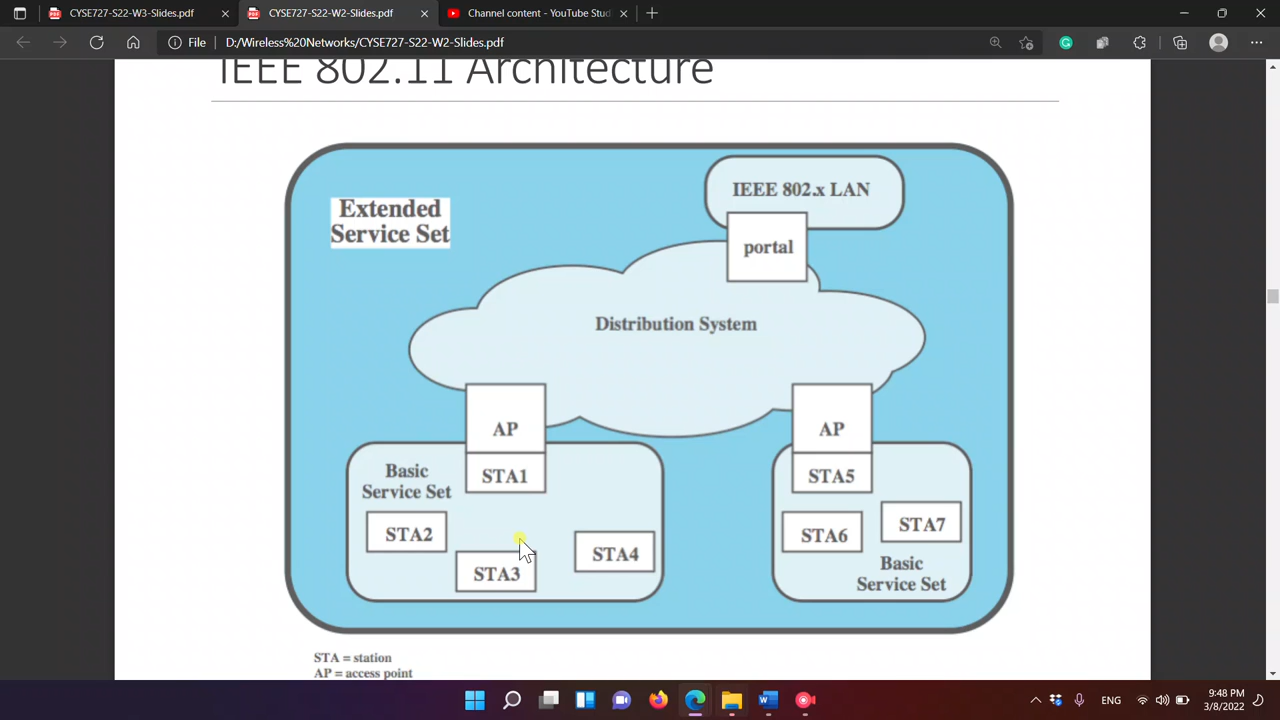 CYSE727-S22-W3-Slides.pdf
CYSE727-S22-W2-Slides.pdf
Channel content - YouTube Stud
File
D:/Wireless%20Networks/CYSE727-S22-W2-Slides.pdf
IEEE 802.11 Architecture
IEEE 802.x LAN
Extended
Service Set
portal
Distribution System
AP
AP
Basic
Service Set
STA1
STA5
STA2
STA3
STA4
STA6
STA7
Basic
Service Set
STA = station
AP = access point
ENG
9:48 PM
3/8/2022